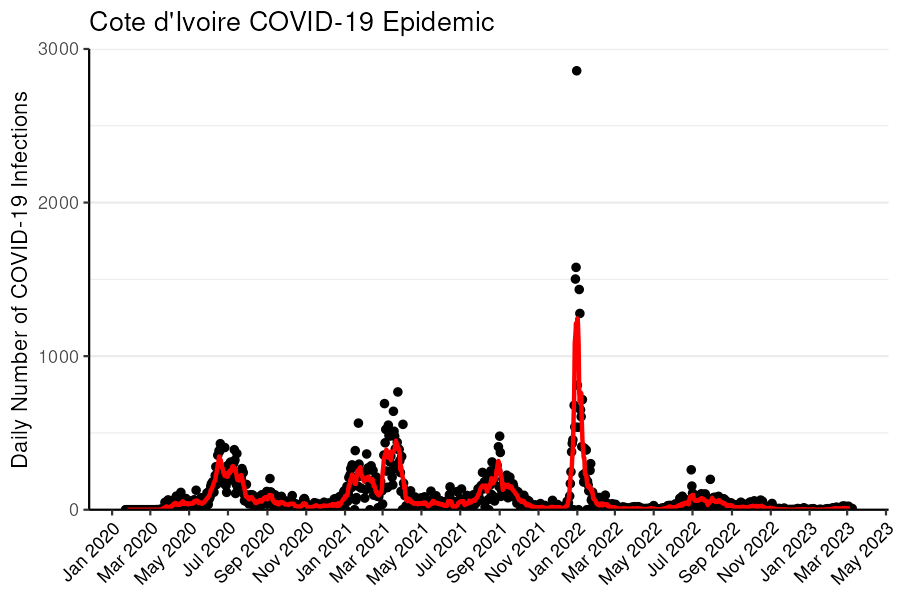 Cote d'Ivoire COVID-19 Epidemic
Daily Number of COVID-19 Infections
3000
2000
1000
0
Jan 2020
Mar 2020
May 2020
Jul 2020
Sep 2020
Nov 2020
Jan 2021
Mar 2021
May 2021
Jul 2021
Sep 2021
Nov 2021
Jan 2022
Mar 2022
May 2022
Jul 2022
Sep 2022
Nov 2022
Jan 2023
Mar 2023
May 2023